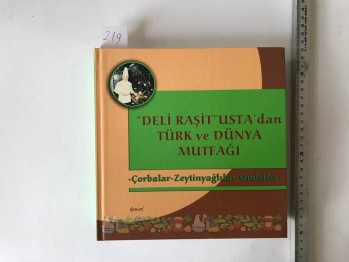 219
"DELİ RAŞİT" USTA'dan
TÜRK ve DÜNYA
MUTFAĞI
-Çorbalar-Zeytinyağlılar-